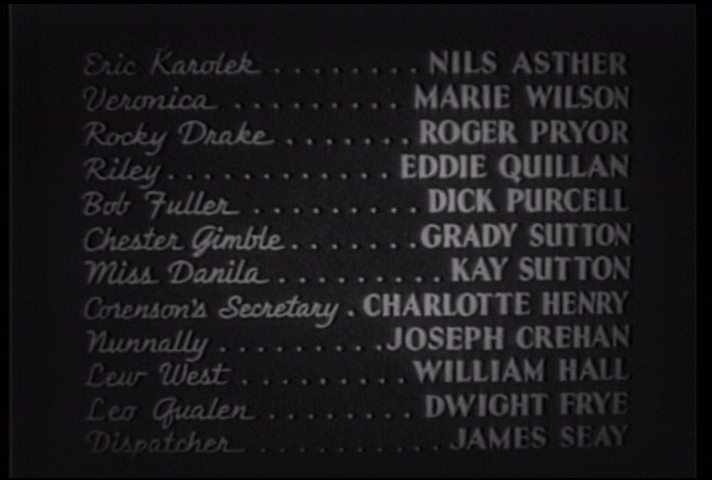 Eric Karolek . . . . . . . . NILS ASTHER
Veronica . . . . . . . . . MARIE WILSON
Rocky Drake . . . . . . . ROGER PRYOR
Riley . . . . . . . . . . . . EDDIE QUILLAN
Bob Fuller . . . . . . . . . DICK PURCELL
Chester Gimble . . . . . . . GRADY SUTTON
Miss Danila . . . . . . . . . KAY SUTTON
Corenson's Secretary . CHARLOTTE HENRY
Nunnally . . . . . . . . . . JOSEPH CREHAN
Lew West . . . . . . . . . WILLIAM HALL
Leo Qualen . . . . . . . . DWIGHT FRYE
Dispatcher . . . . . . . . . . JAMES SEAY